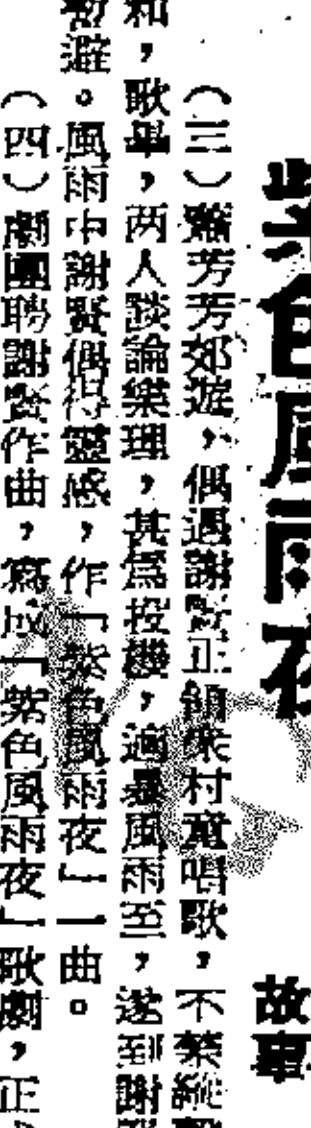 紫色風雨夜
故事
（三）蕭芳芳郊遊，偶遇謝賢正領衆村童唱歌，不禁縱聲
和，歌畢，两人談論樂理，甚為投機，適暴風雨至，遂到謝
暫避。風雨中謝賢偶得靈感，作「紫色風雨夜」一曲。
（四）劇團聘謝賢作曲，寫成「紫色風雨夜」歌劇，正